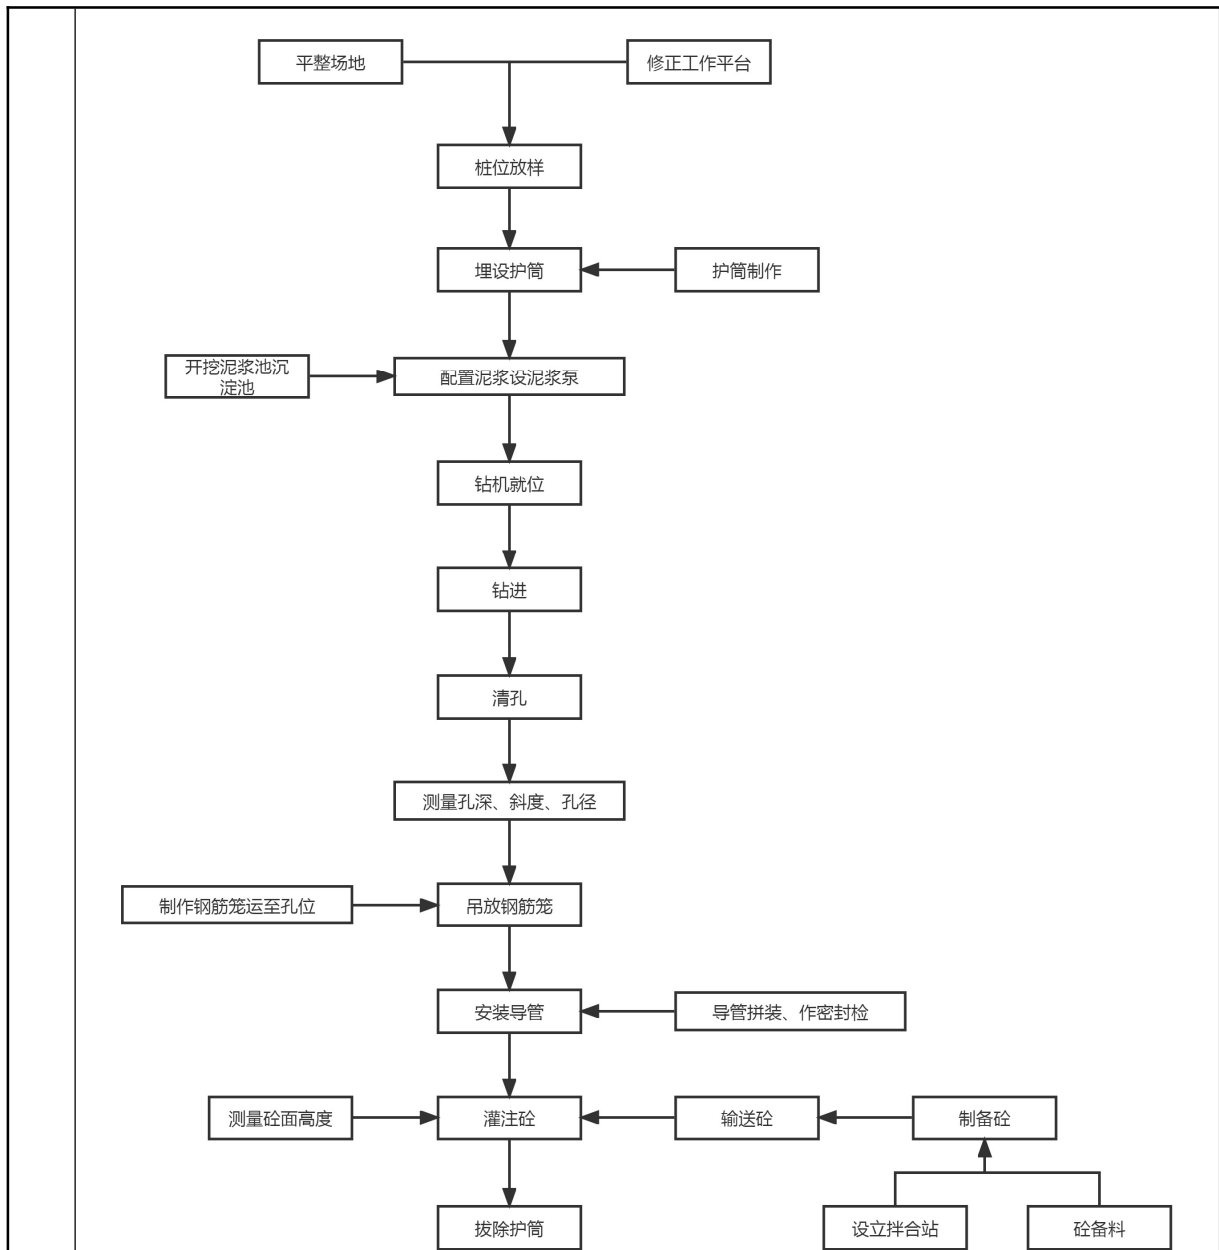 平整场地
修正工作平台
桩位放样
埋设护筒
护筒制作
开挖泥浆池沉
淀池
配置泥浆设泥浆泵
钻机就位
钻进
清孔
测量孔深、斜度、孔径
制作钢筋笼运至孔位
吊放钢筋笼
安装导管
导管拼装、作密封检
测量砼面高度
灌注砼
输送砼
制备砼
拔除护筒
设立拌合站
砼备料